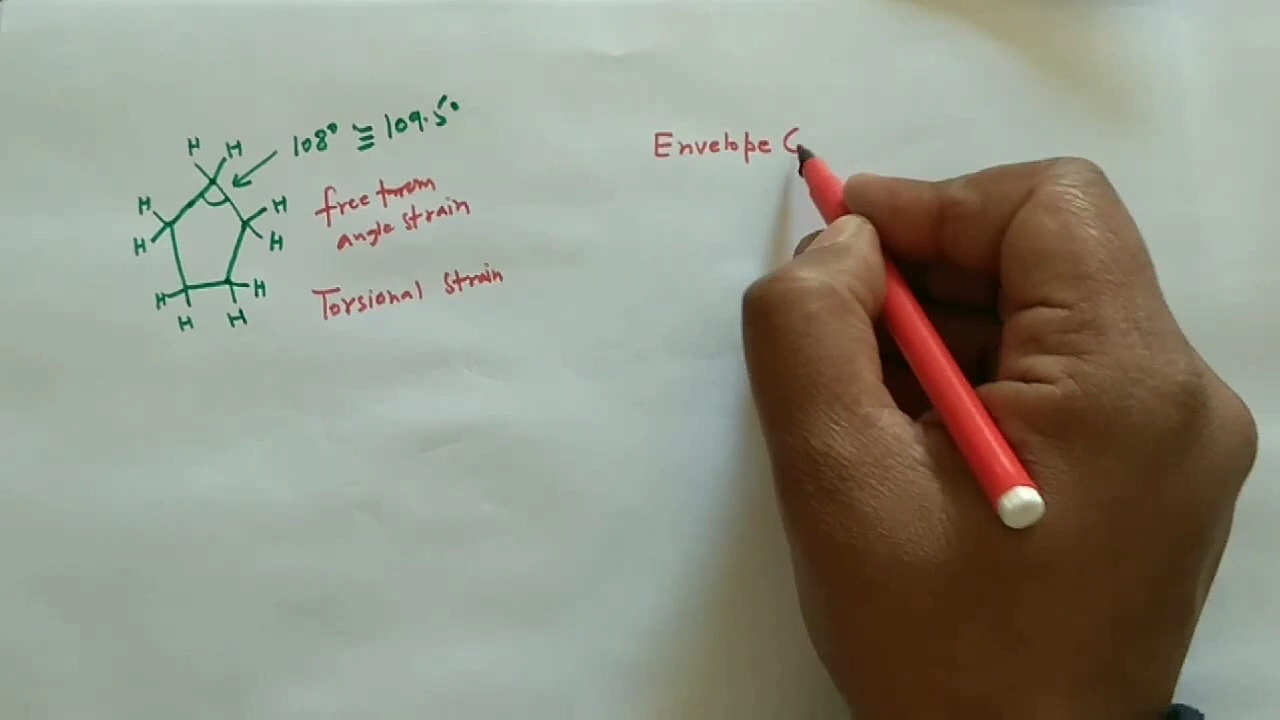 H H
108° ≅ 109.5°
H H
H H
free from
angle strain
H H
H H
Torsional Strain
Envelope C